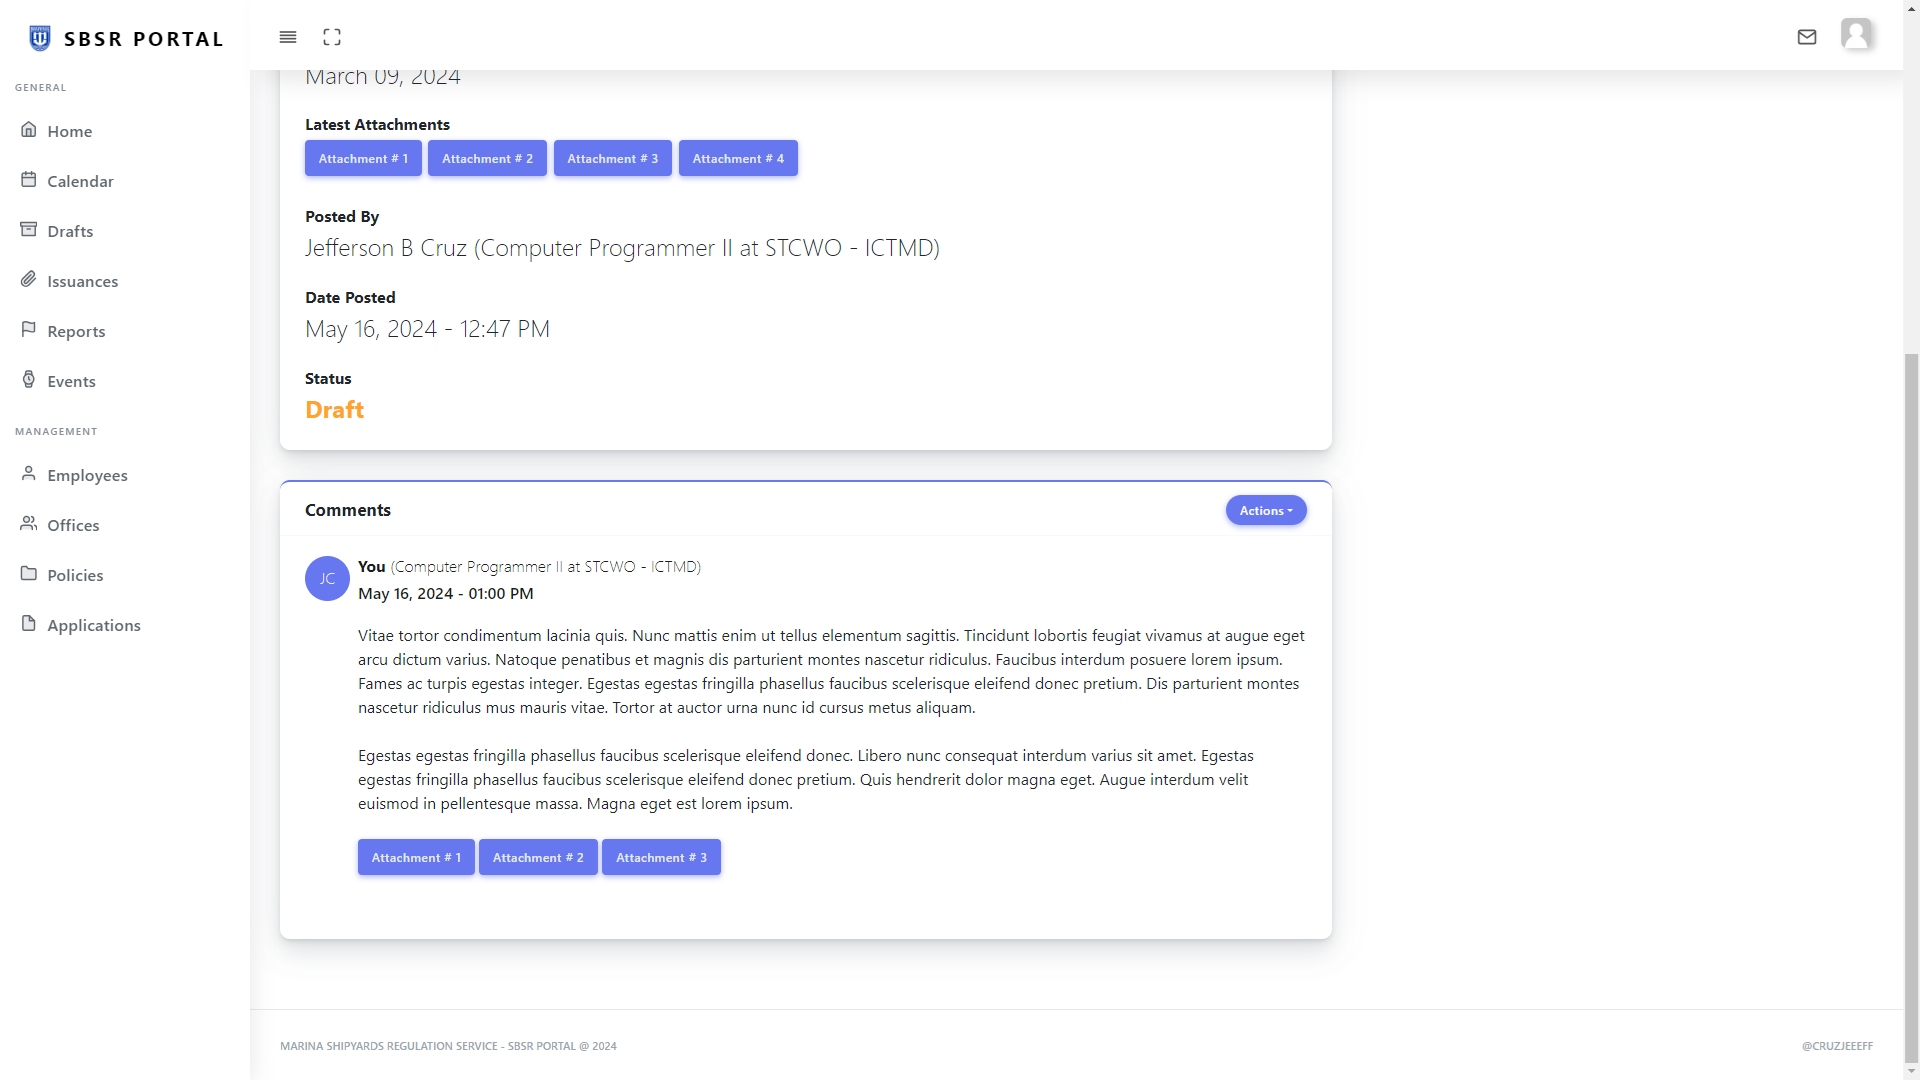 SBSR PORTAL
GENERAL
Home
Calendar
Drafts
Issuances
Reports
Events
MANAGEMENT
Employees
Offices
Policies
Applications
March 09, 2024
Latest Attachments
Attachment # 1
Attachment # 2
Attachment # 3
Attachment # 4
Posted By
Jefferson B Cruz (Computer Programmer II at STCWO - ICTMD)
Date Posted
May 16, 2024 - 12:47 PM
Status
Draft
Comments
Actions
JC
You (Computer Programmer II at STCWO - ICTMD)
May 16, 2024 - 01:00 PM
Vitae tortor condimentum lacinia quis. Nunc mattis enim ut tellus elementum sagittis. Tincidunt lobortis feugiat vivamus at augue eget
arcu dictum varius. Natoque penatibus et magnis dis parturient montes nascetur ridiculus. Faucibus interdum posuere lorem ipsum.
Fames ac turpis egestas integer. Egestas egestas fringilla phasellus faucibus scelerisque eleifend donec pretium. Dis parturient montes
nascetur ridiculus mus mauris vitae. Tortor at auctor urna nunc id cursus metus aliquam.
Egestas egestas fringilla phasellus faucibus scelerisque eleifend donec. Libero nunc consequat interdum varius sit amet. Egestas
egestas fringilla phasellus faucibus scelerisque eleifend donec pretium. Quis hendrerit dolor magna eget. Augue interdum velit
euismod in pellentesque massa. Magna eget est lorem ipsum.
Attachment # 1
Attachment # 2
Attachment # 3
MARINA SHIPYARDS REGULATION SERVICE - SBSR PORTAL @ 2024
@CRUZJEEEFF